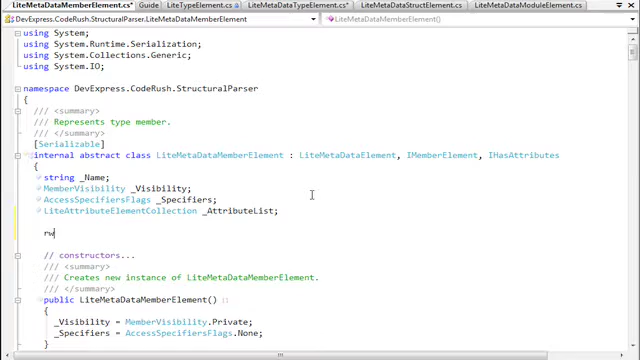 LiteMetaDataMemberElement.cs* Guide LiteTypeElement.cs LiteMetaDataTypeElement.cs* LiteMetaDataStructElement.cs LiteMetaDataModuleElement.cs
DevExpress.CodeRush.StructuralParser.LiteMetaDataMemberElement LiteMetaDataMemberElement()
using System;
using System.Runtime.Serialization;
using System.Collections.Generic;
using System.IO;
namespace DevExpress.CodeRush.StructuralParser
{
/// <summary>
/// Represents type member.
/// </summary>
[Serializable]
internal abstract class LiteMetaDataMemberElement : LiteMetaDataElement, IMemberElement, IHasAttributes
{
string _Name;
MemberVisibility _Visibility;
AccessSpecifiersFlags _Specifiers;
LiteAttributeElementCollection _AttributeList;
rw
// constructors...
/// <summary>
/// Creates new instance of LiteMetaDataMemberElement.
/// </summary>
public LiteMetaDataMemberElement()
{
_Visibility = MemberVisibility.Private;
_Specifiers = AccessSpecifiersFlags.None;
}